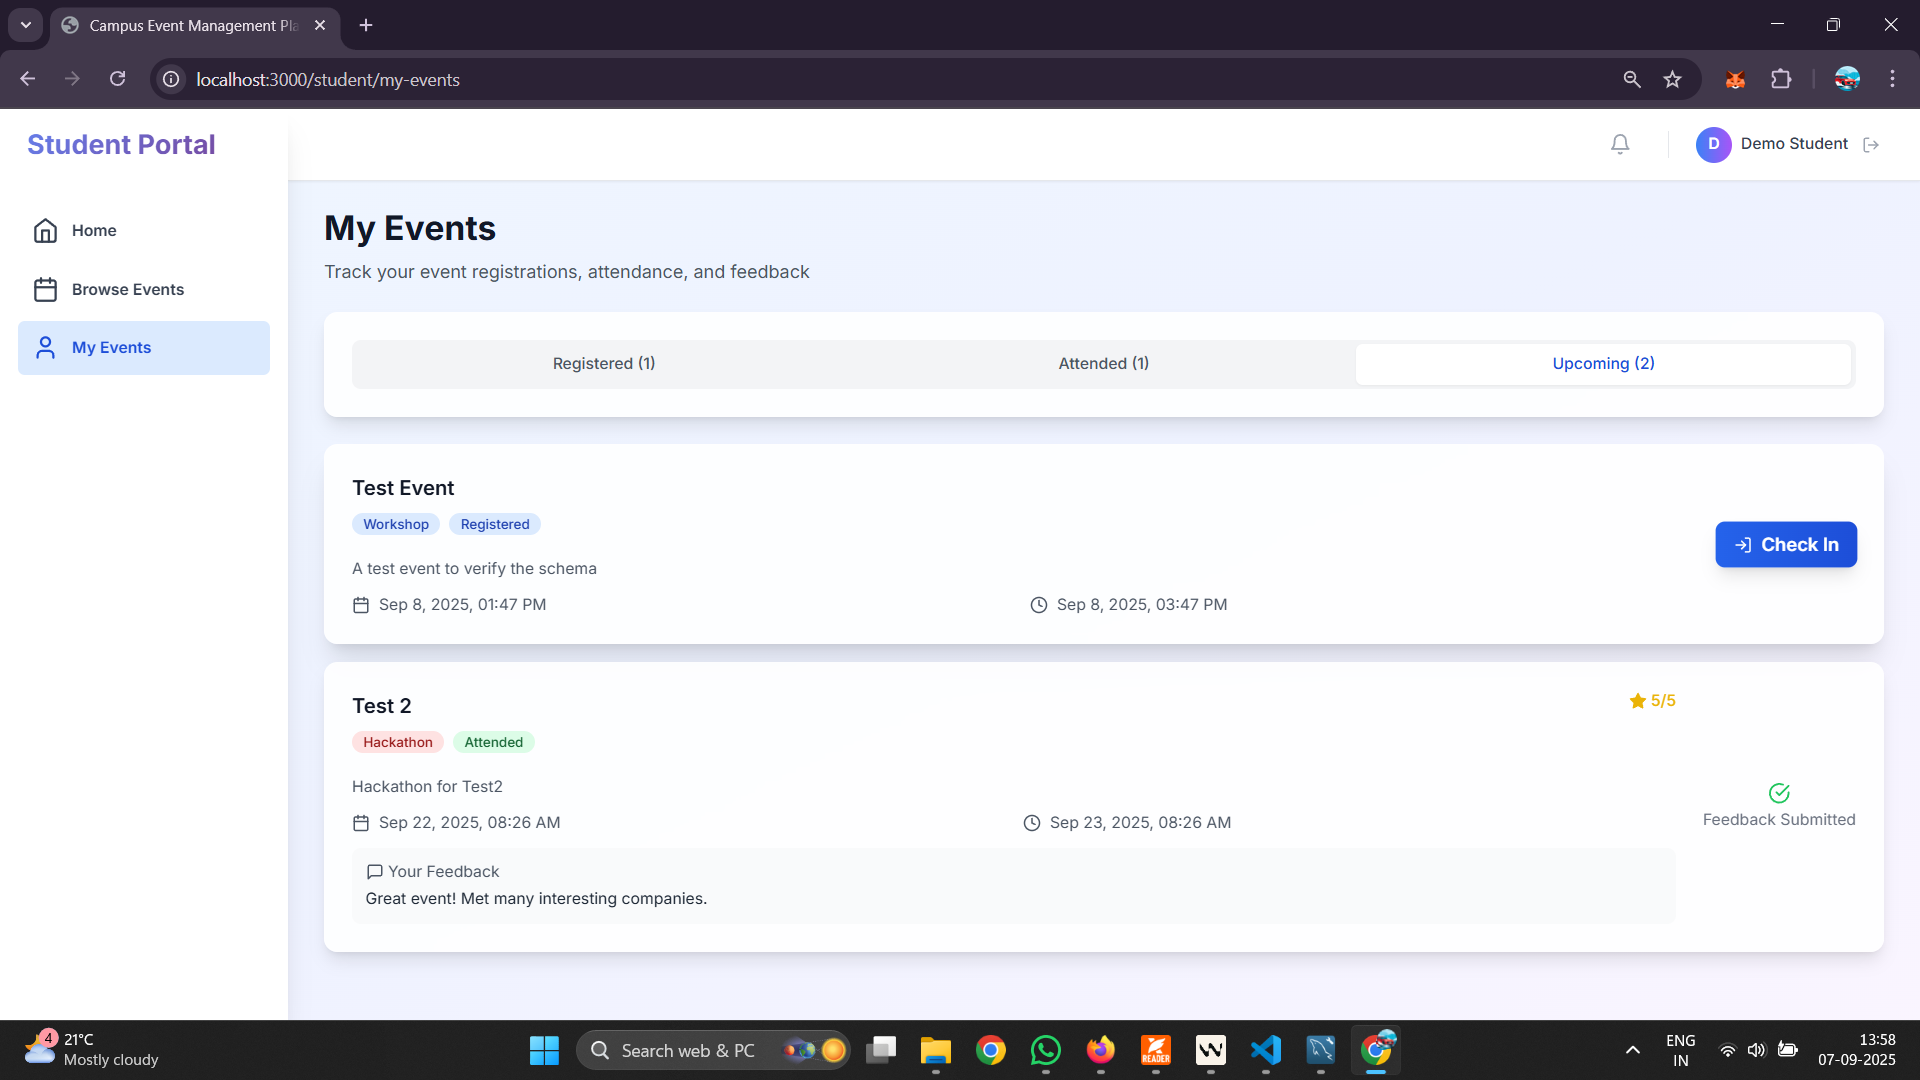 Campus Event Management Pla
localhost:3000/student/my-events
Student Portal
D Demo Student
Home
Browse Events
My Events
My Events
Track your event registrations, attendance, and feedback
Registered (1) Attended (1) Upcoming (2)
Test Event
Workshop Registered
A test event to verify the schema
Sep 8, 2025, 01:47 PM Sep 8, 2025, 03:47 PM
Check In
Test 2
5/5
Hackathon Attended
Hackathon for Test2
Sep 22, 2025, 08:26 AM Sep 23, 2025, 08:26 AM
Feedback Submitted
Your Feedback
Great event! Met many interesting companies.
4
21°C
Mostly cloudy
Search web & PC
READER
ENG
IN
13:58
07-09-2025